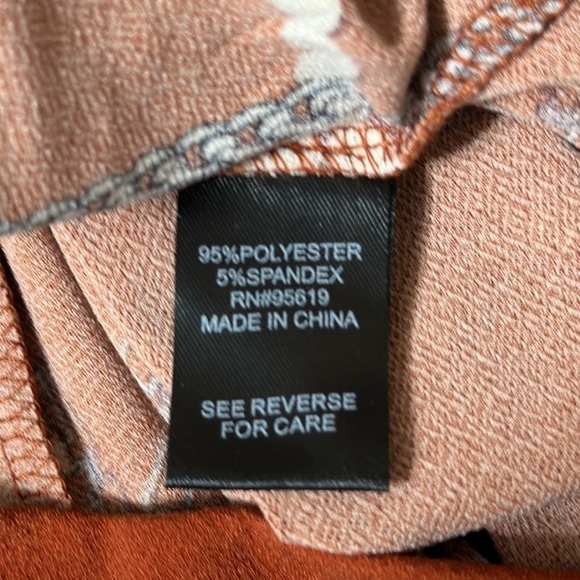 95%POLYESTER
5%SPANDEX
RN#95619
MADE IN CHINA
SEE REVERSE
FOR CARE